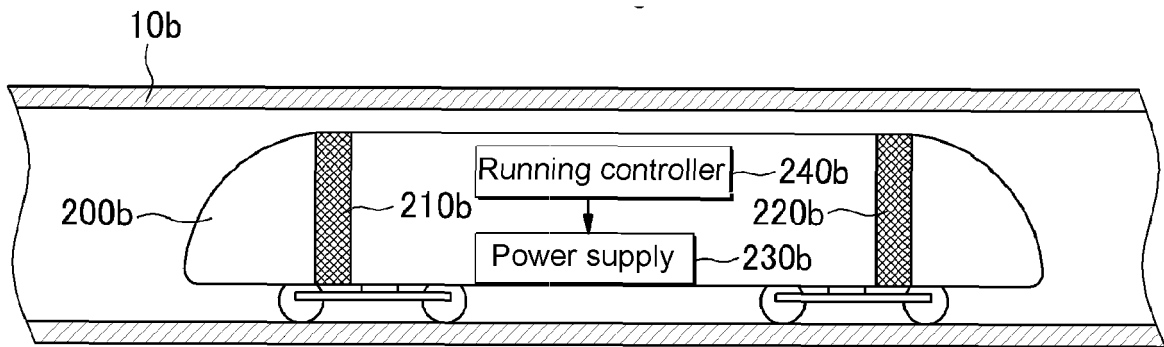 10b
Running controller
240b
200b
210b
220b
Power supply
230b